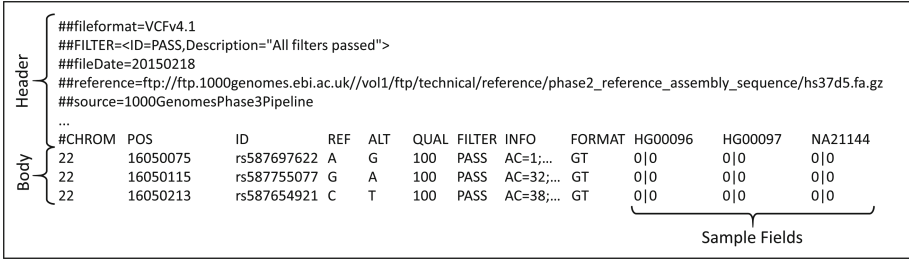 Header
##fileformat=VCFv4.1
##FILTER=<ID=PASS,Description="All filters passed">
##fileDate=20150218
##reference=ftp://ftp.1000genomes.ebi.ac.uk//vol1/ftp/technical/reference/phase2_reference_assembly_sequence/hs37d5.fa.gz
##source=1000GenomesPhase3Pipeline
...
#CHROM POS ID REF ALT QUAL FILTER INFO FORMAT HG00096 HG00097 NA21144
Body
22 16050075 rs587697622 A G 100 PASS AC=1;... GT 0|0 0|0 0|0
22 16050115 rs587755077 G A 100 PASS AC=32;... GT 0|0 0|0 0|0
22 16050213 rs587654921 C T 100 PASS AC=38;... GT 0|0 0|0 0|0
Sample Fields